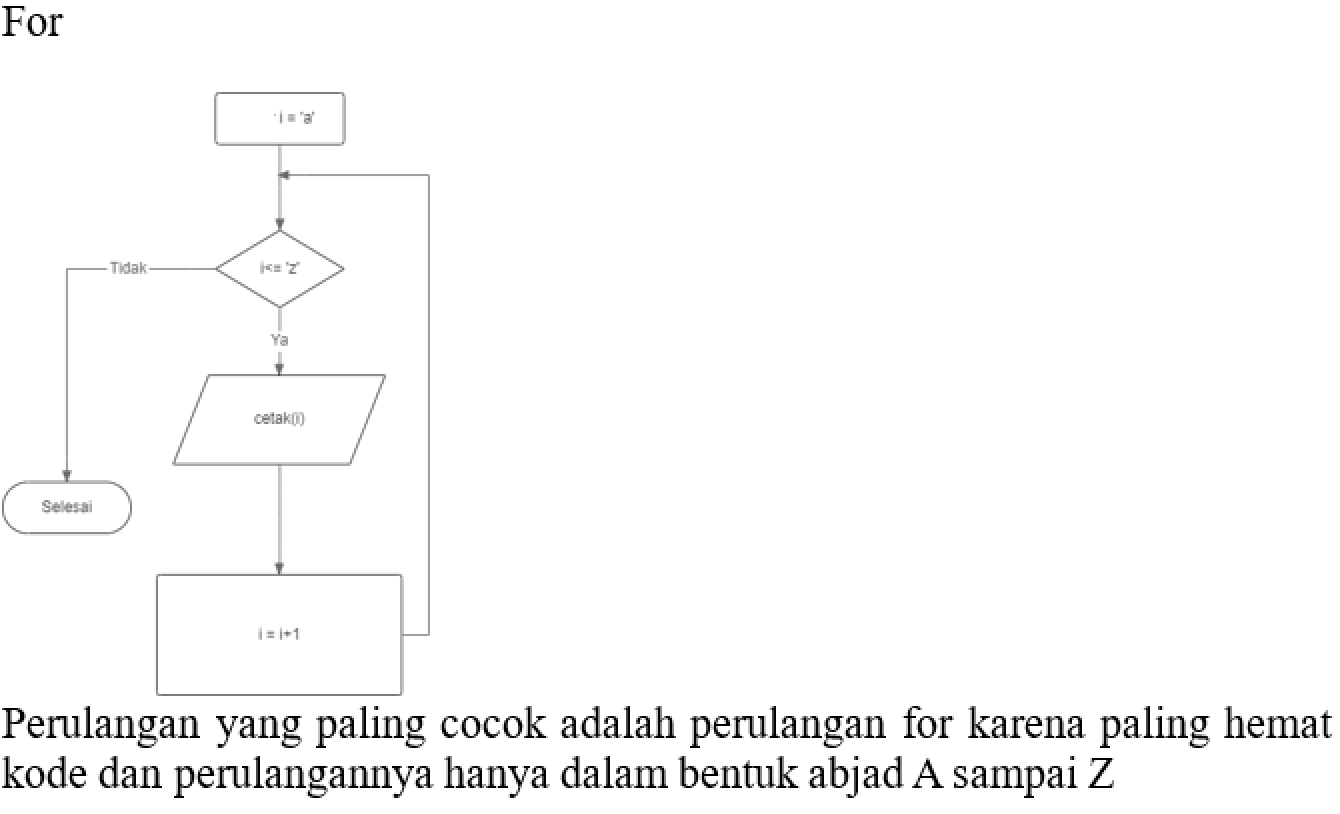 For
i = 'a'
i<= 'z'
Tidak
Ya
cetak(i)
Selesai
i = i+1
Perulangan yang paling cocok adalah perulangan for karena paling hemat
kode dan perulangannya hanya dalam bentuk abjad A sampai Z